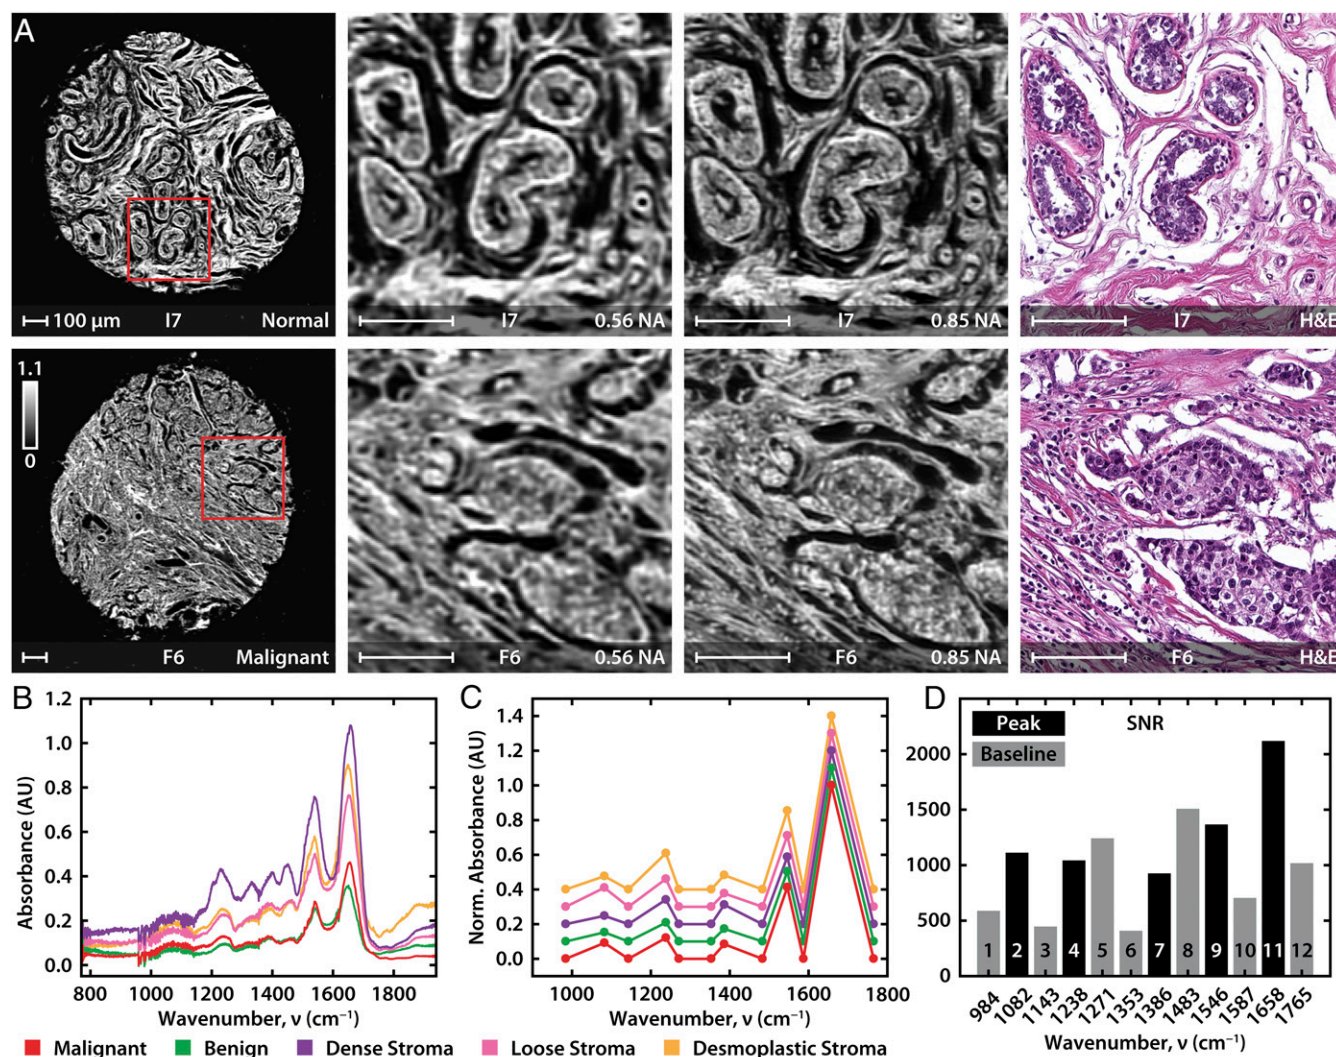 A
100 μm I7 Normal
I7 0.56 NA
I7 0.85 NA
I7 H&E
1.1
0
F6 Malignant
F6 0.56 NA
F6 0.85 NA
F6 H&E
B
Absorbance (AU)
1.2
1.0
0.8
0.6
0.4
0.2
0.0
800 1000 1200 1400 1600 1800
Wavenumber, ν (cm⁻¹)
C
Norm. Absorbance (AU)
1.4
1.2
1.0
0.8
0.6
0.4
0.2
0.0
1000 1200 1400 1600 1800
Wavenumber, ν (cm⁻¹)
D
Peak SNR
Baseline
2000
1500
1000
500
0
1 2 3 4 5 6 7 8 9 10 11 12
984 1082 1143 1238 1271 1353 1386 1483 1546 1587 1658 1765
Wavenumber, ν (cm⁻¹)
Malignant Benign Dense Stroma Loose Stroma Desmoplastic Stroma